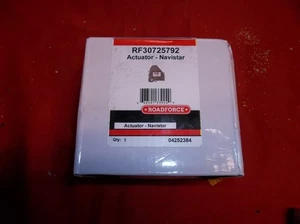 RF30725792
Actuator - Navistar
ROADFORCE
Actuator - Navistar
Qty: 1
04252384